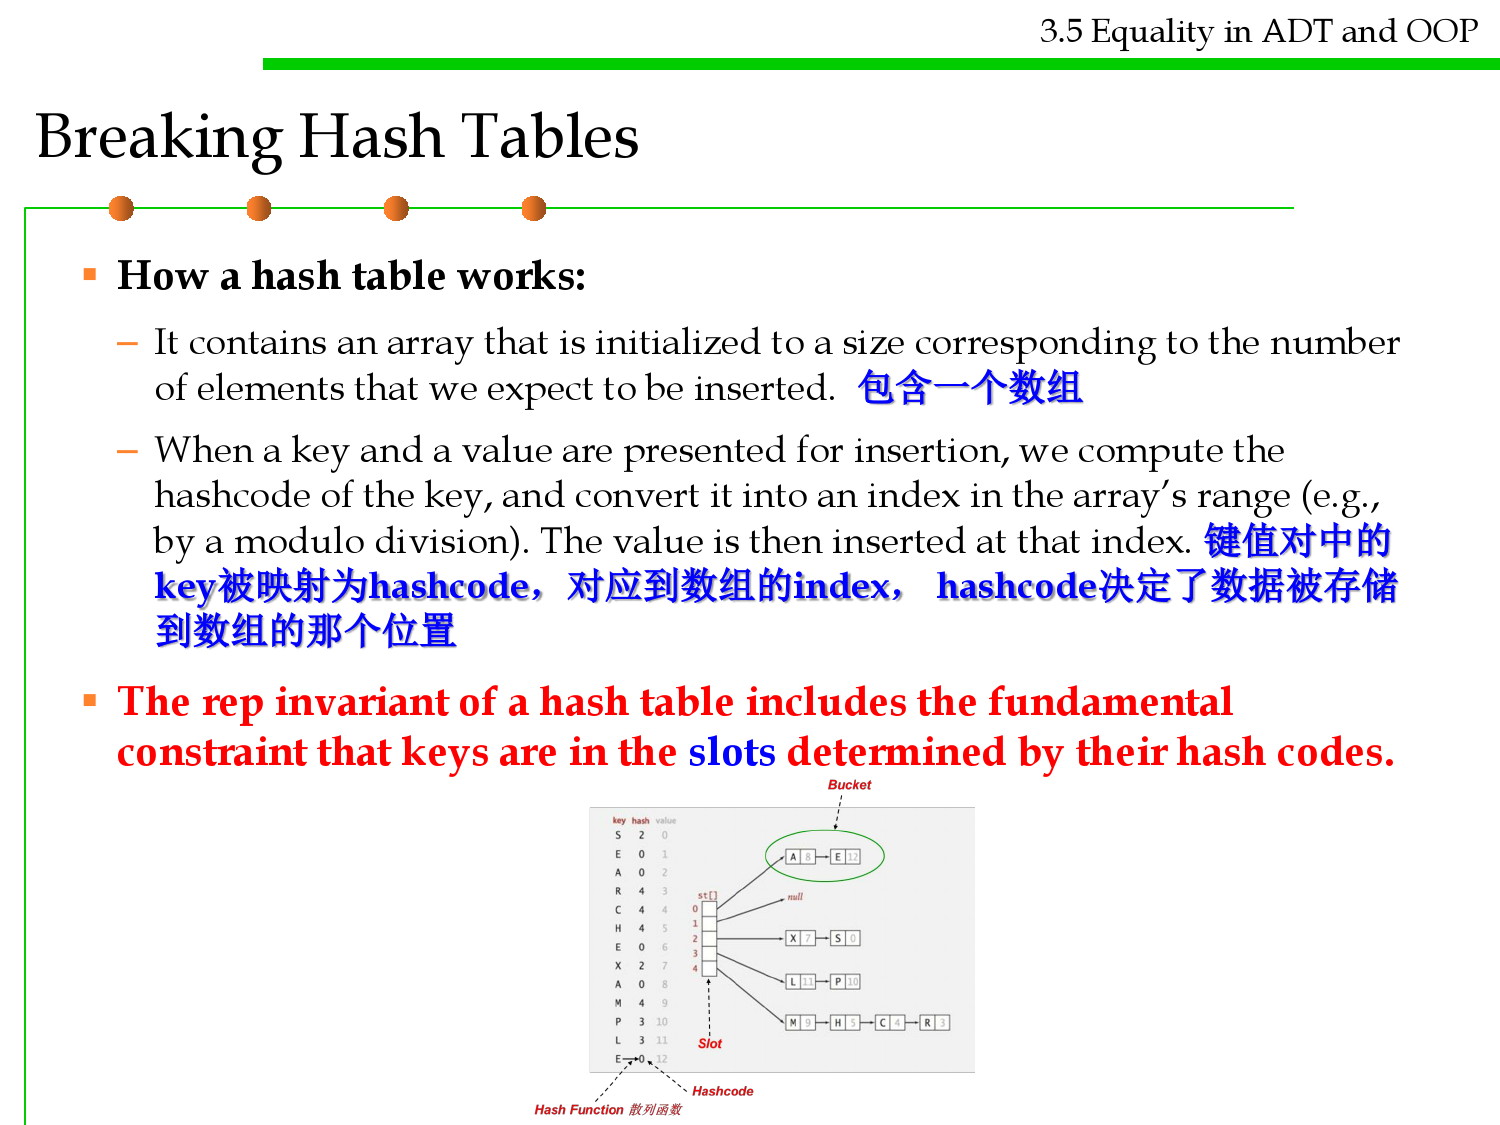 3.5 Equality in ADT and OOP
Breaking Hash Tables
▪ How a hash table works:
– It contains an array that is initialized to a size corresponding to the number
of elements that we expect to be inserted. 包含一个数组
– When a key and a value are presented for insertion, we compute the
hashcode of the key, and convert it into an index in the array’s range (e.g.,
by a modulo division). The value is then inserted at that index. 键值对中的
key被映射为hashcode，对应到数组的index， hashcode决定了数据被存储
到数组的那个位置
▪ The rep invariant of a hash table includes the fundamental
constraint that keys are in the slots determined by their hash codes.
Bucket
key hash value
S 2 0
E 0 1
A 0 2
R 4 3
C 4 4
H 4 5
E 0 6
X 2 7
A 0 8
M 4 9
P 3 10
L 3 11
E 0 12
st[]
0
1
2
3
4
A 8 E 12
null
X 7 S 0
L 11 P 10
M 9 H 5 C 4 R 3
Slot
Hashcode
Hash Function 散列函数